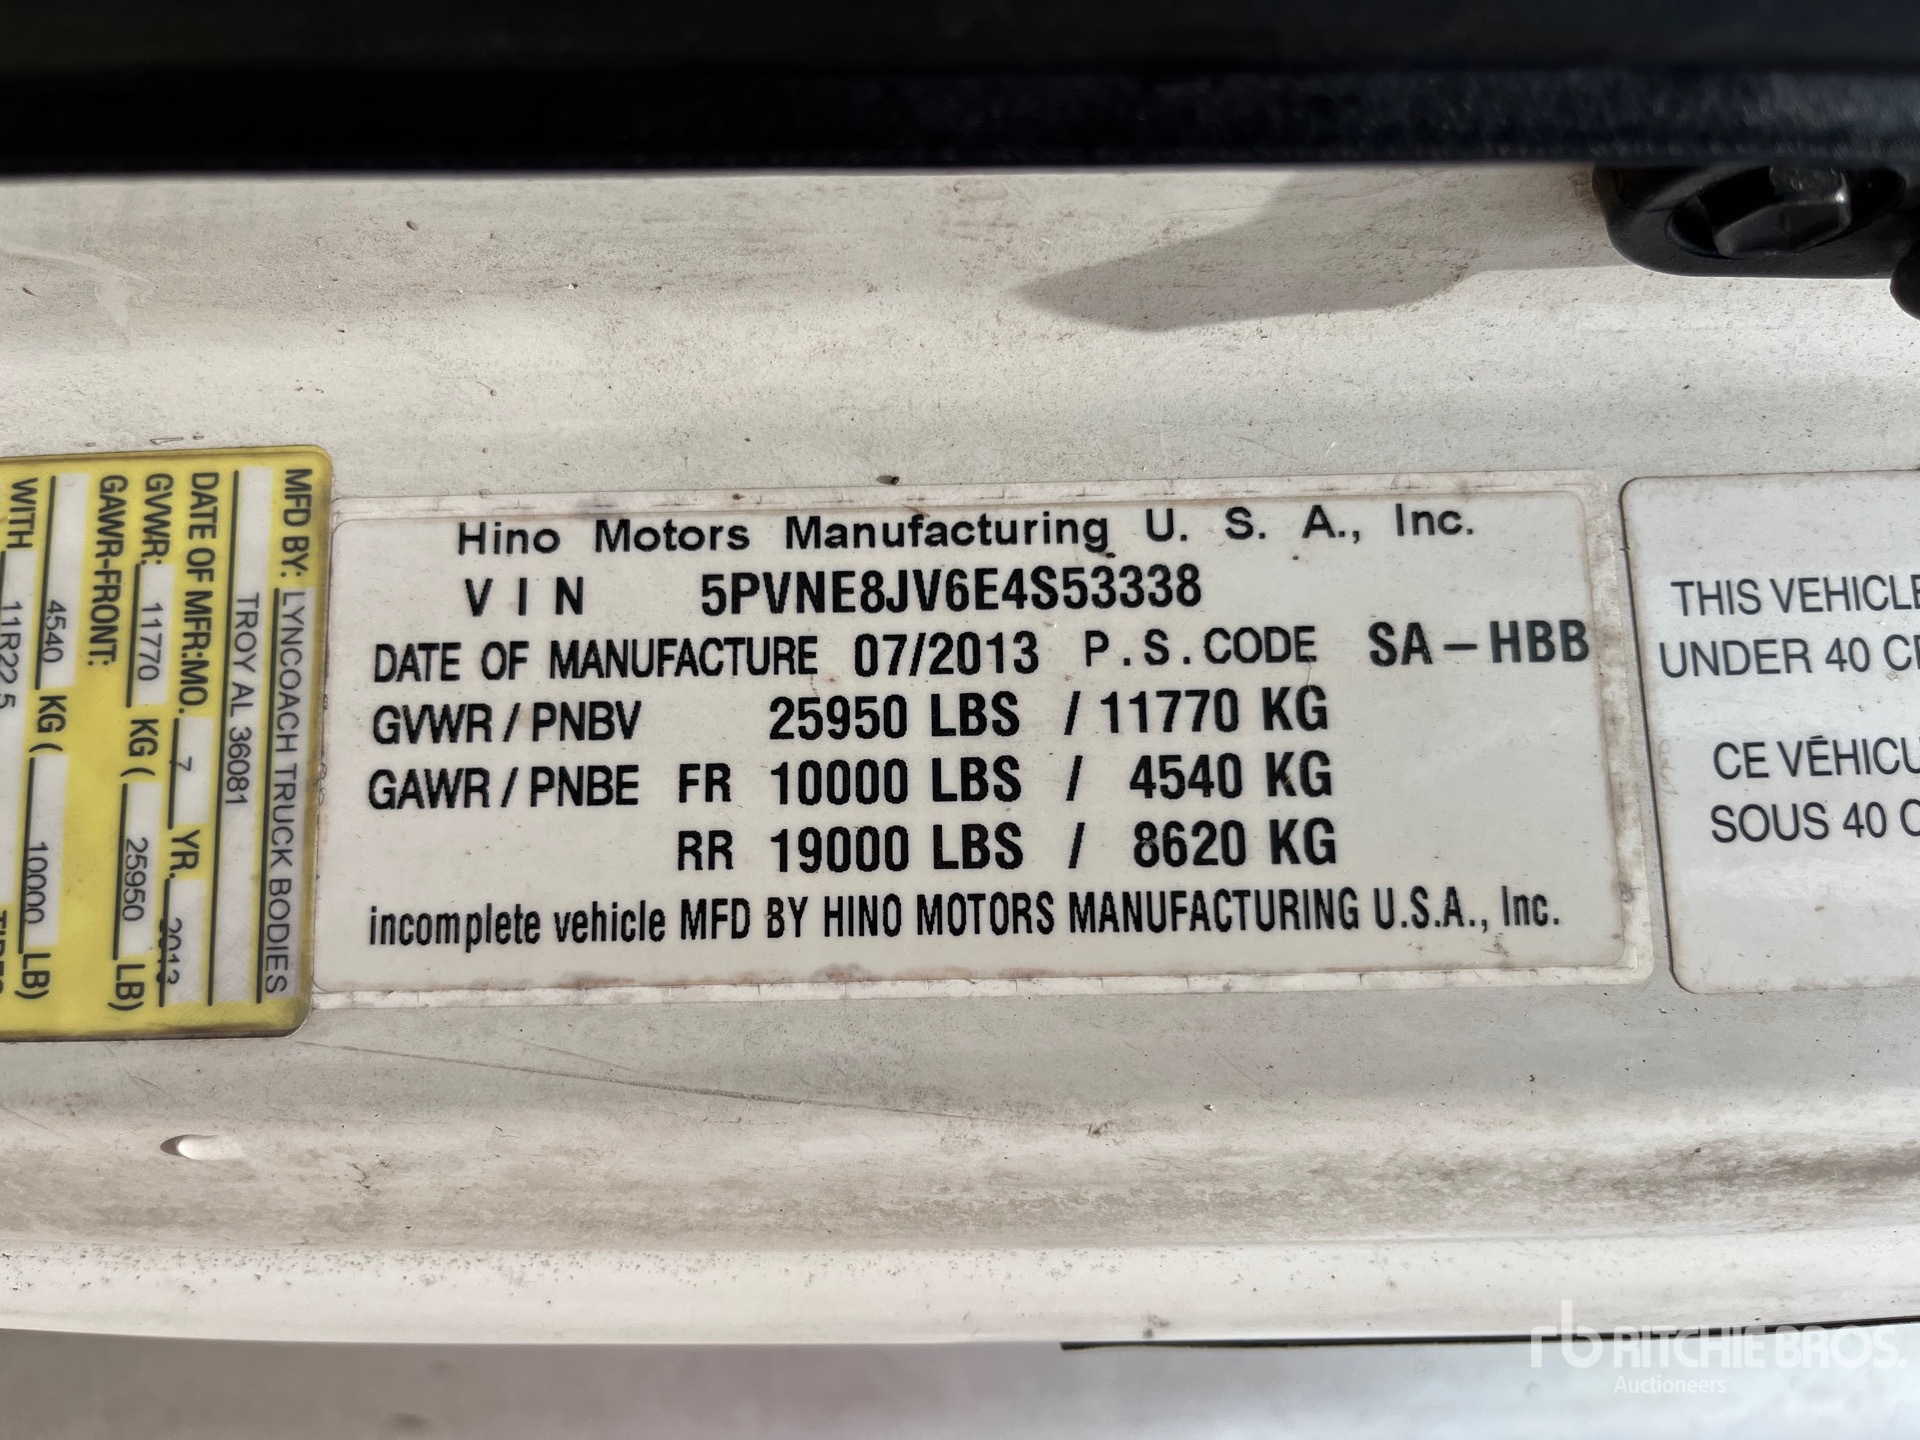 MFD BY: LYNCOACH TRUCK BODIES
TROY AL 36081
DATE OF MFR:MO. 7 YR. 2013
GVWR: 11770 KG ( 25950 LB)
GAWR-FRONT:
4540 KG ( 10000 LB)
WITH 11R22.5
Hino Motors Manufacturing U. S. A., Inc.
VIN 5PVNE8JV6E4S53338
DATE OF MANUFACTURE 07/2013 P.S.CODE SA-HBB
GVWR / PNBV 25950 LBS / 11770 KG
GAWR / PNBE FR 10000 LBS / 4540 KG
RR 19000 LBS / 8620 KG
incomplete vehicle MFD BY HINO MOTORS MANUFACTURING U.S.A., Inc.
THIS VEHICLE
UNDER 40 C
CE VÉHICU
SOUS 40 C
rb RITCHIE BROS.
Auctioneers